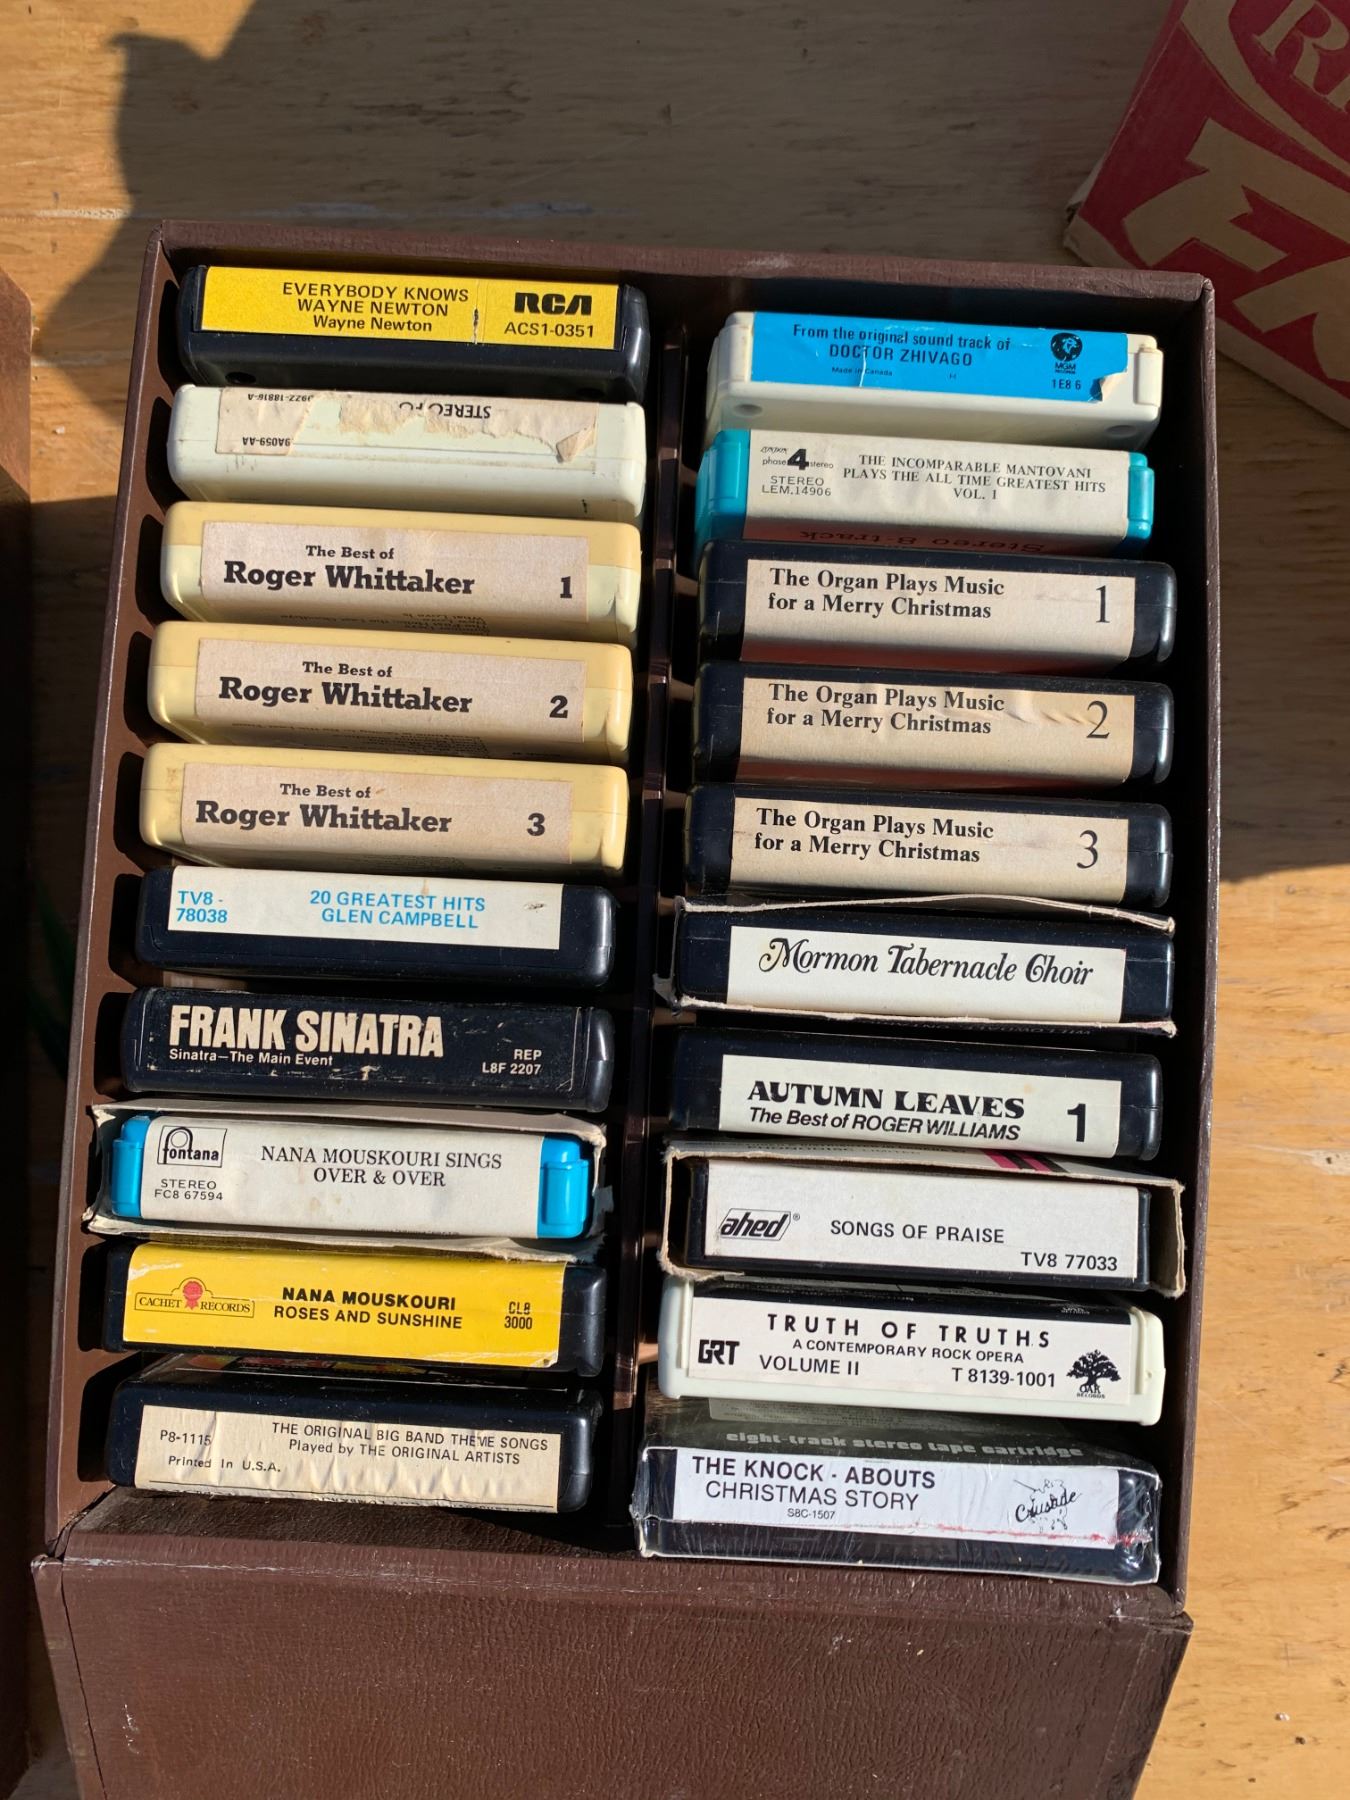 EVERYBODY KNOWS
WAYNE NEWTON
Wayne Newton
RCA
ACS1-0351
STEREO
9A059-AA
The Best of
Roger Whittaker 1
The Best of
Roger Whittaker 2
The Best of
Roger Whittaker 3
TV8-
78038
20 GREATEST HITS
GLEN CAMPBELL
FRANK SINATRA
Sinatra—The Main Event
REP
L8F 2207
fontana
STEREO
FC8 67594
NANA MOUSKOURI SINGS
OVER & OVER
CACHET RECORDS
NANA MOUSKOURI
ROSES AND SUNSHINE
CL8
3000
P8-1115
Printed In U.S.A.
THE ORIGINAL BIG BAND THEME SONGS
Played by THE ORIGINAL ARTISTS
From the original sound track of
DOCTOR ZHIVAGO
Made in Canada
MGM
RECORDS
1E8 6
LONDON
phase 4 stereo
STEREO
LEM.14906
THE INCOMPARABLE MANTOVANI
PLAYS THE ALL TIME GREATEST HITS
VOL. 1
Stereo 8-track
The Organ Plays Music
for a Merry Christmas 1
The Organ Plays Music
for a Merry Christmas 2
The Organ Plays Music
for a Merry Christmas 3
Mormon Tabernacle Choir
AUTUMN LEAVES
The Best of ROGER WILLIAMS 1
ahed®
SONGS OF PRAISE
TV8 77033
TRUTH OF TRUTHS
A CONTEMPORARY ROCK OPERA
GRT
VOLUME II
T 8139-1001
OAK
RECORDS
eight-track stereo tape cartridge
THE KNOCK-ABOUTS
CHRISTMAS STORY
S8C-1507
Crusade